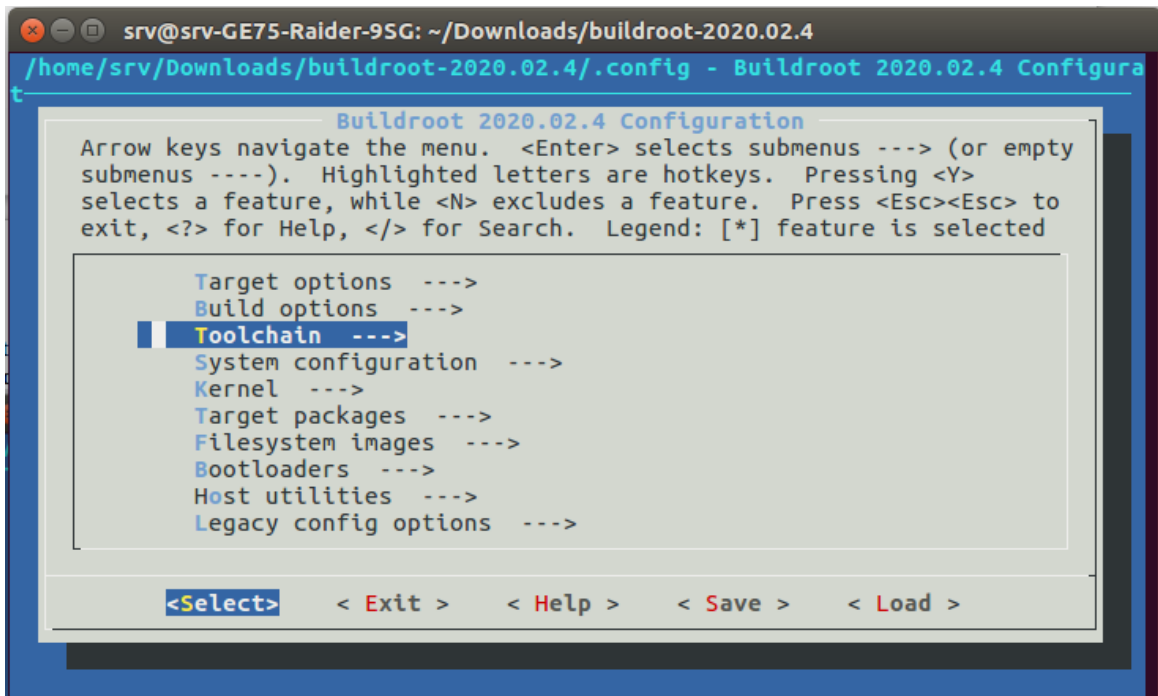 srv@srv-GE75-Raider-9SG: ~/Downloads/buildroot-2020.02.4
/home/srv/Downloads/buildroot-2020.02.4/.config - Buildroot 2020.02.4 Configura
t
Buildroot 2020.02.4 Configuration
Arrow keys navigate the menu.  <Enter> selects submenus ---> (or empty
submenus ----).  Highlighted letters are hotkeys.  Pressing <Y>
selects a feature, while <N> excludes a feature.  Press <Esc><Esc> to
exit, <?> for Help, </> for Search.  Legend: [*] feature is selected
Target options  --->
Build options  --->
Toolchain  --->
System configuration  --->
Kernel  --->
Target packages  --->
Filesystem images  --->
Bootloaders  --->
Host utilities  --->
Legacy config options  --->
<Select>    < Exit >    < Help >    < Save >    < Load >